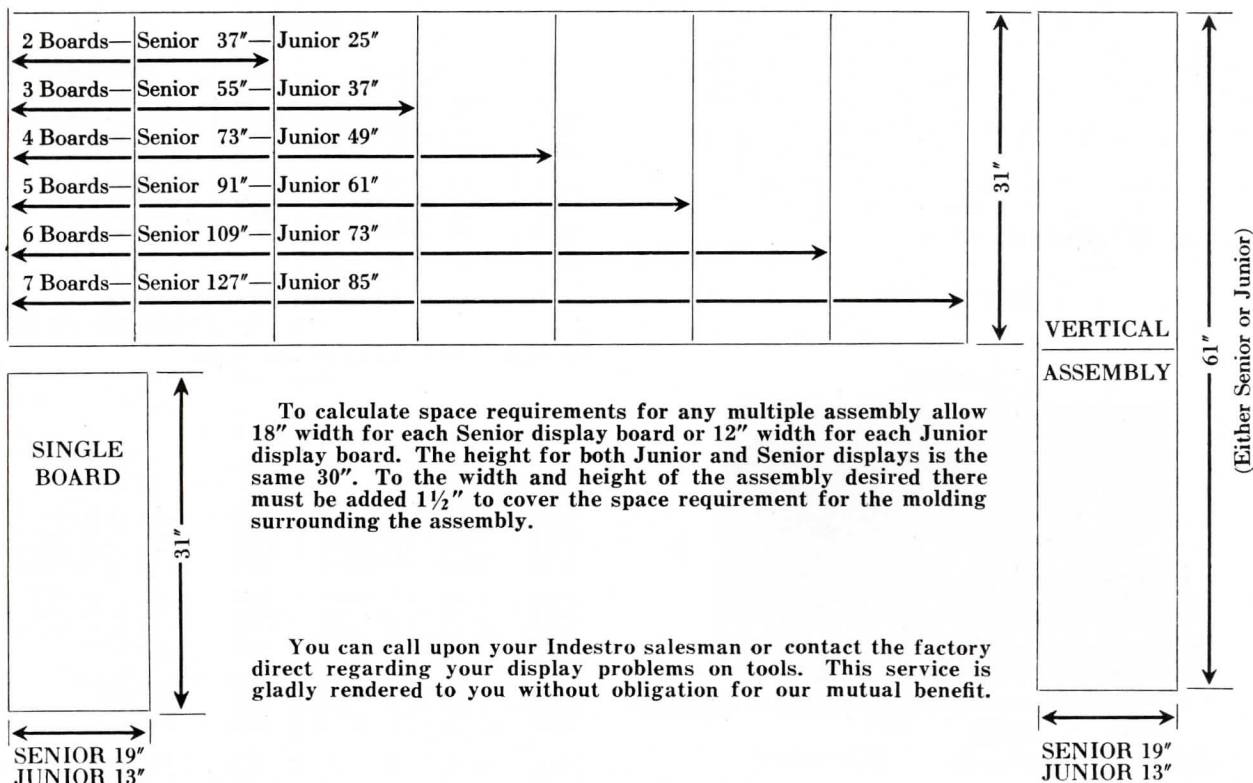 2 Boards—Senior 37″—Junior 25″
3 Boards—Senior 55″—Junior 37″
4 Boards—Senior 73″—Junior 49″
5 Boards—Senior 91″—Junior 61″
6 Boards—Senior 109″—Junior 73″
7 Boards—Senior 127″—Junior 85″
31″
VERTICAL
ASSEMBLY
61″
(Either Senior or Junior)
SINGLE
BOARD
31″
To calculate space requirements for any multiple assembly allow
18″ width for each Senior display board or 12″ width for each Junior
display board. The height for both Junior and Senior displays is the
same 30″. To the width and height of the assembly desired there
must be added 1½″ to cover the space requirement for the molding
surrounding the assembly.
You can call upon your Indestro salesman or contact the factory
direct regarding your display problems on tools. This service is
gladly rendered to you without obligation for our mutual benefit.
SENIOR 19″
JUNIOR 13″
SENIOR 19″
JUNIOR 13″